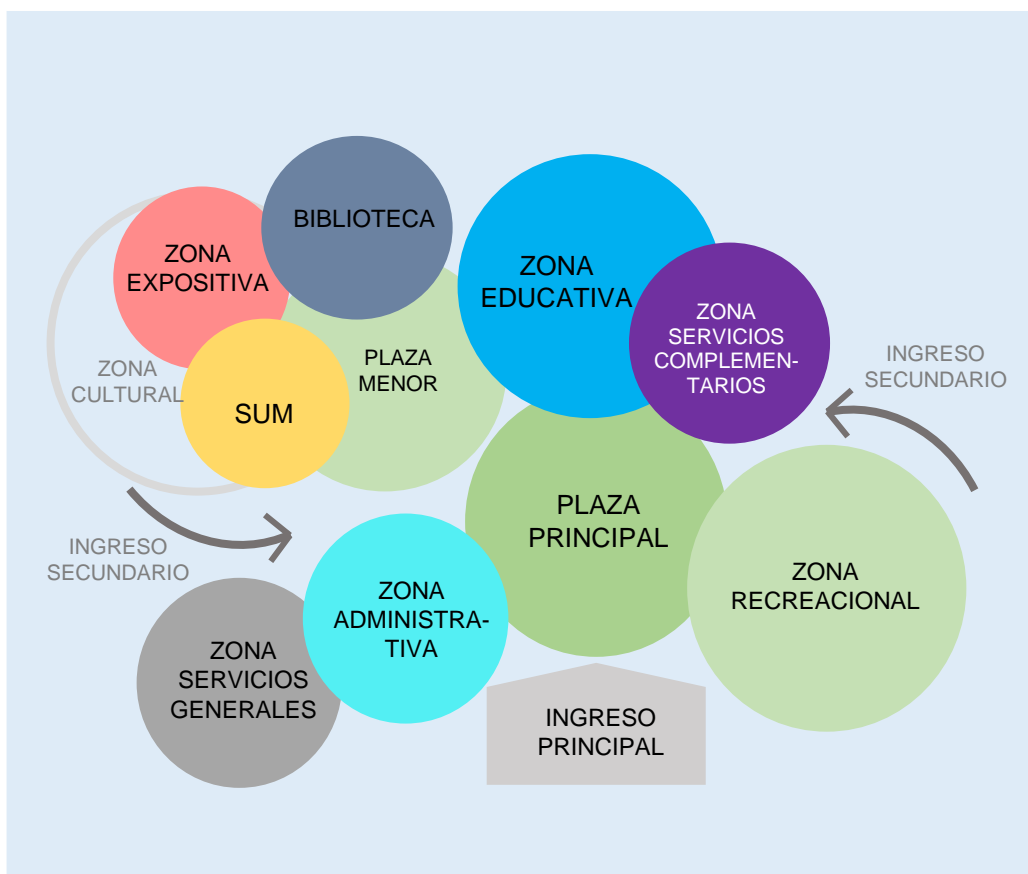 BIBLIOTECA
ZONA
EXPOSITIVA
ZONA
EDUCATIVA
ZONA
SERVICIOS
COMPLEMEN-
TARIOS
INGRESO
SECUNDARIO
PLAZA
MENOR
ZONA
CULTURAL
SUM
PLAZA
PRINCIPAL
INGRESO
SECUNDARIO
ZONA
RECREACIONAL
ZONA
ADMINISTRA-
TIVA
ZONA
SERVICIOS
GENERALES
INGRESO
PRINCIPAL